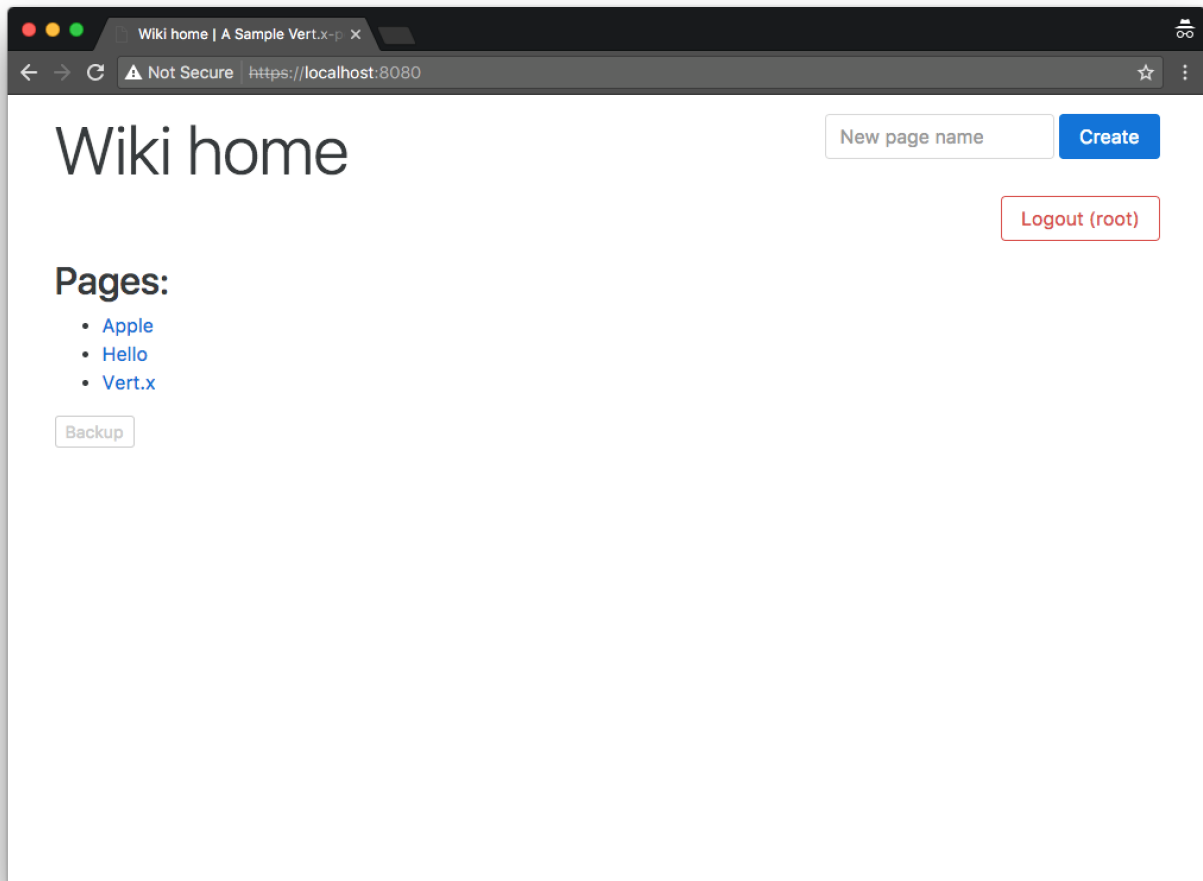 Wiki home | A Sample Vert.x-p
Not Secure https://localhost:8080
Wiki home
New page name Create
Logout (root)
Pages:
Apple
Hello
Vert.x
Backup